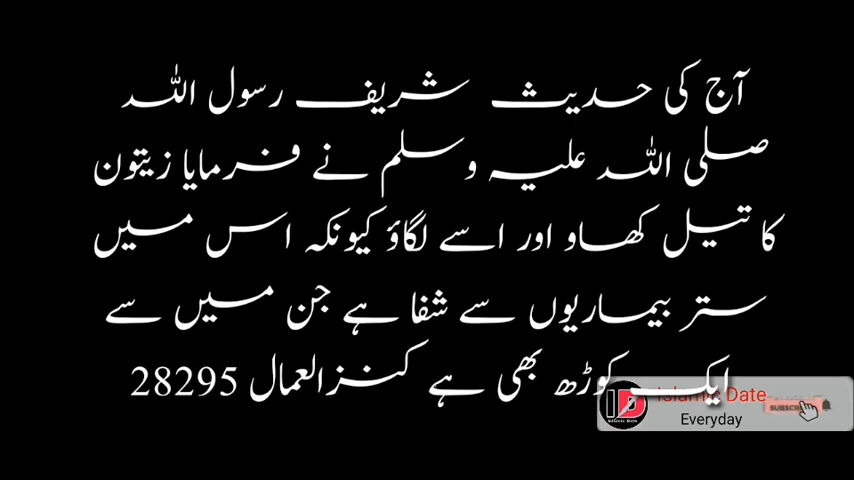 آج کی حدیث شریف رسول اللہ
صلی اللہ علیہ وسلم نے فرمایا زیتون
کا تیل کھاو اور اسے لگاؤ کیونکہ اس میں
ستر بیماریوں سے شفا ہے جن میں سے
ایک کوڑھ بھی ہے کنزالعمال 28295
Islamic Date
Everyday
SUBSCRIBE